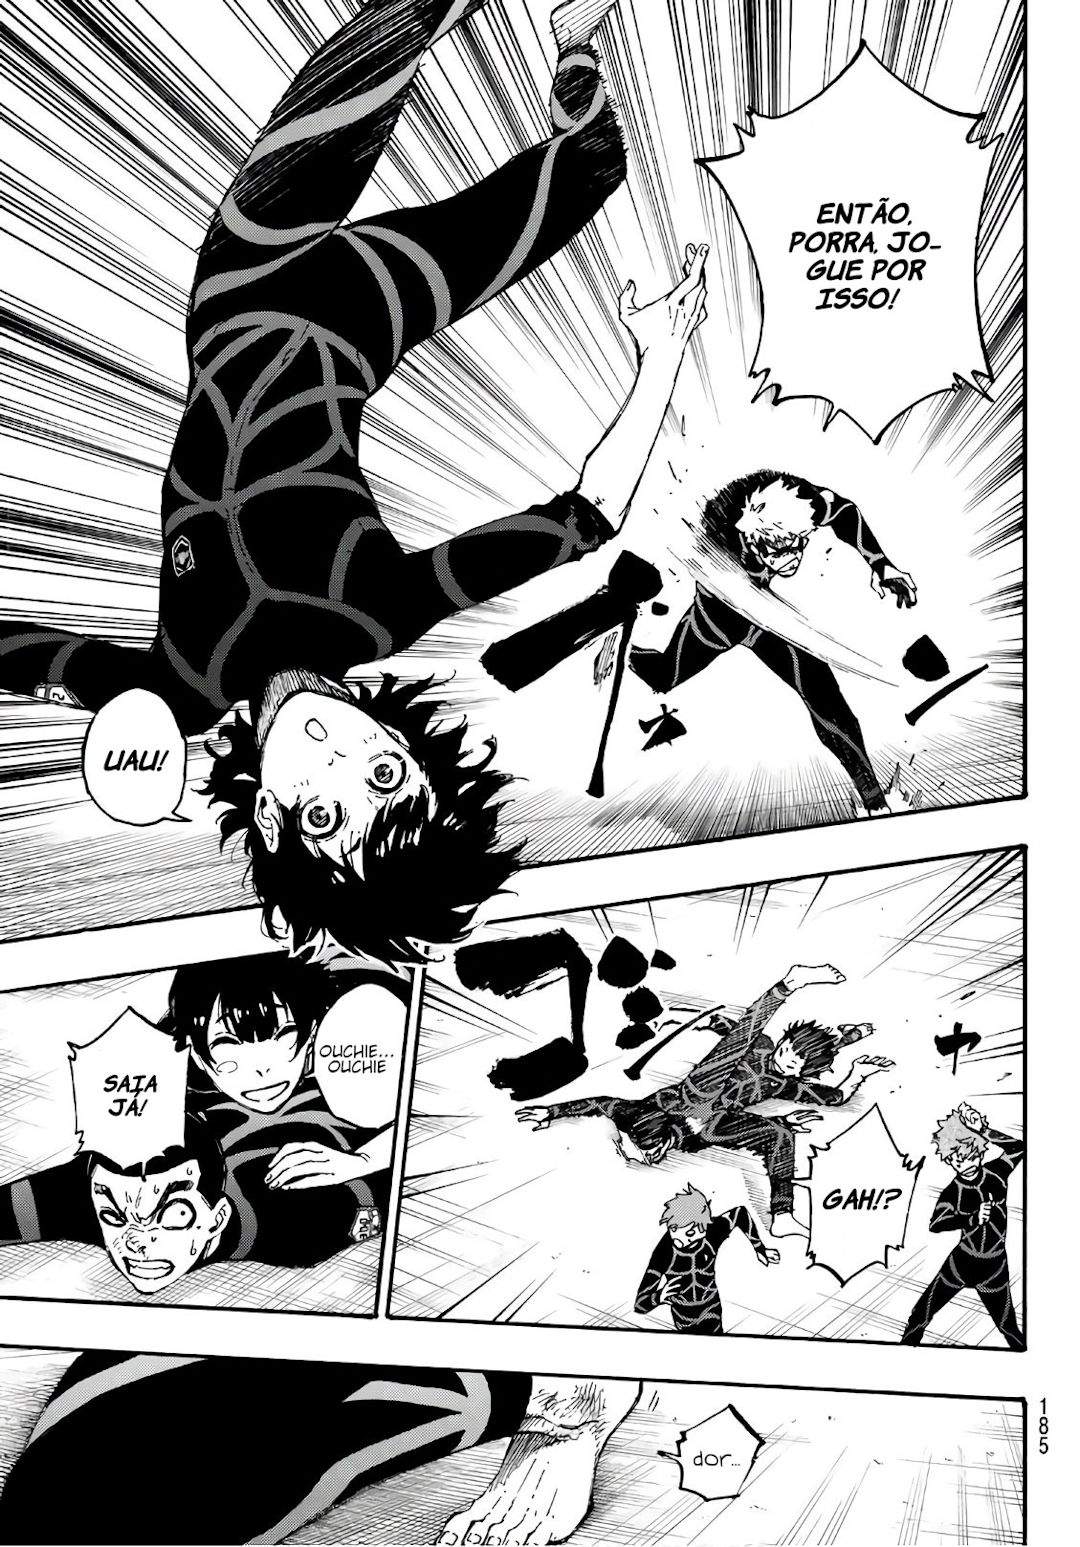 ENTÃO,
PORRA, JO-
GUE POR
ISSO!
UAU!
GAH!?
OUCHIE...
OUCHIE
SAIA
JÁ!
dor...
185